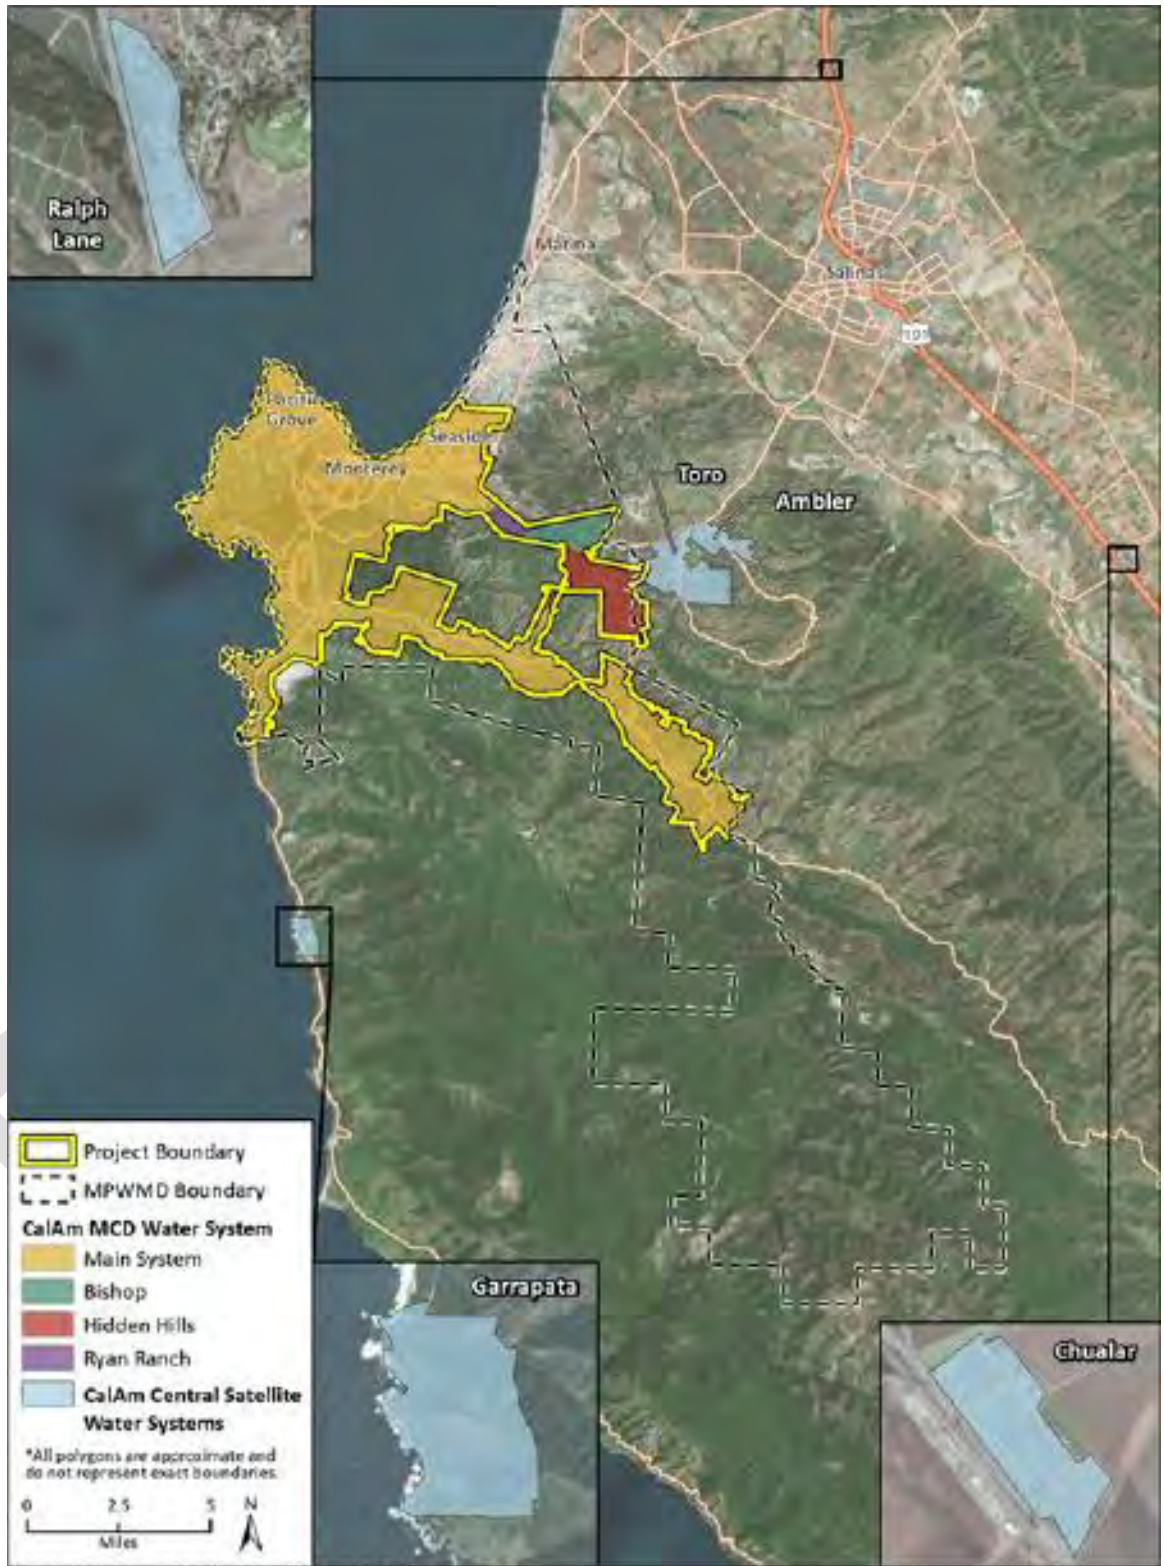 Ralph
Lane
Marina
Salinas
101
Pacific
Grove
Seaside
Monterey
Toro
Ambler
Project Boundary
MPWMD Boundary
CalAm MCD Water System
Main System
Bishop
Hidden Hills
Ryan Ranch
CalAm Central Satellite
Water Systems
*All polygons are approximate and
do not represent exact boundaries.
0 2.5 5
Miles
N
Garrapata
Chualar